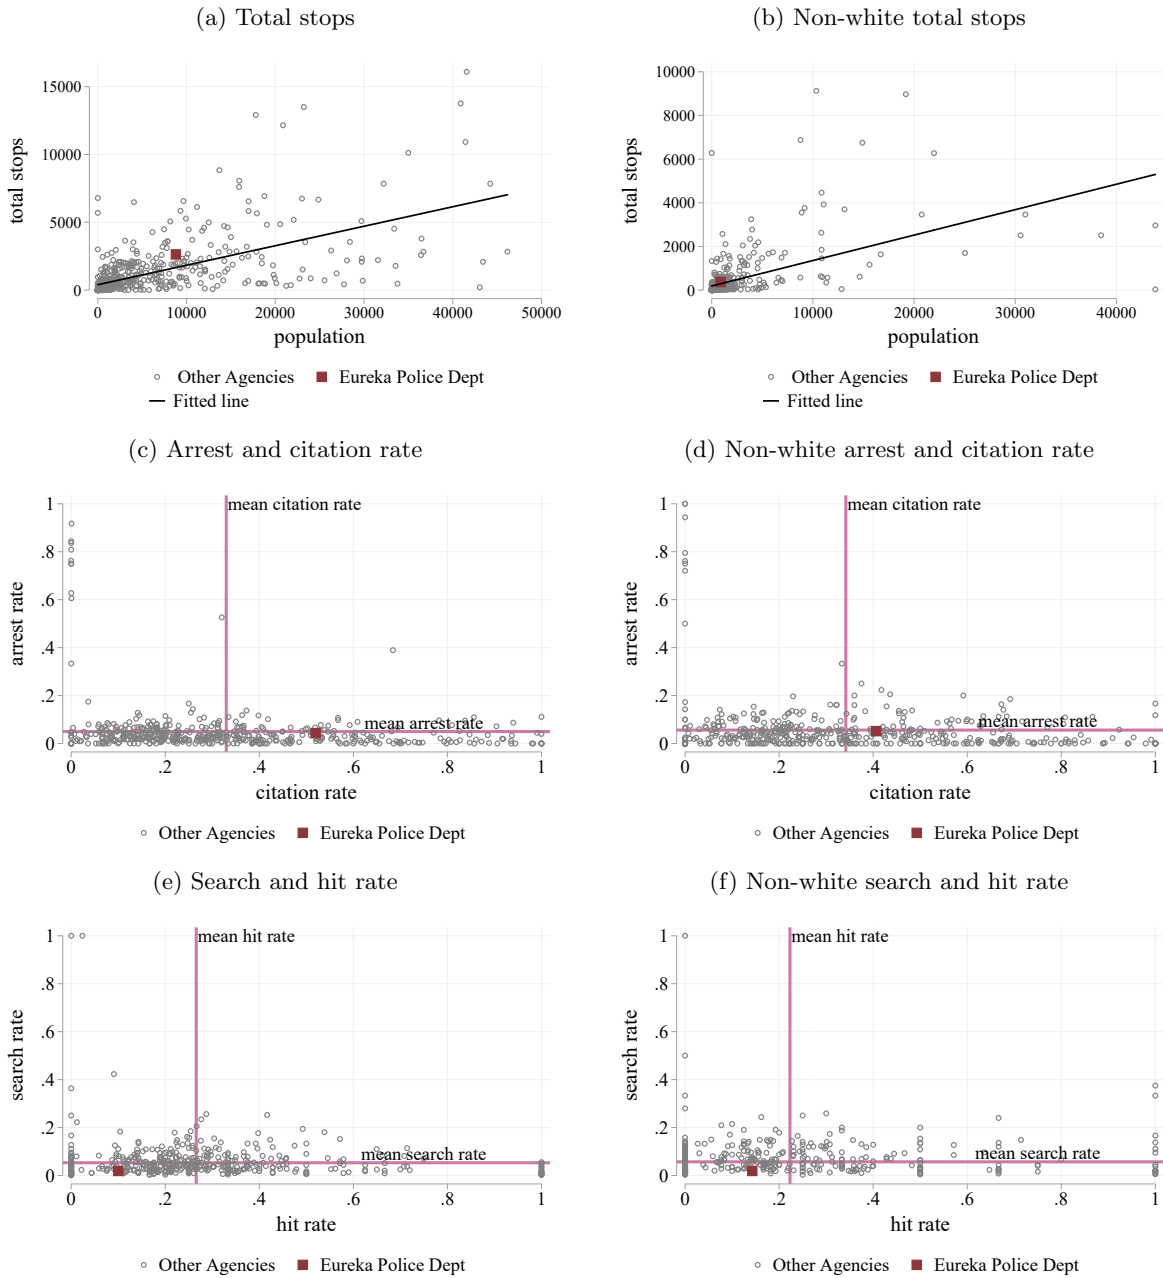 (a) Total stops
(b) Non-white total stops
total stops
15000
10000
5000
0
0 10000 20000 30000 40000 50000
population
Other Agencies Eureka Police Dept
Fitted line
total stops
10000
8000
6000
4000
2000
0
0 10000 20000 30000 40000
population
Other Agencies Eureka Police Dept
Fitted line
(c) Arrest and citation rate
(d) Non-white arrest and citation rate
arrest rate
1
.8
.6
.4
.2
0
mean citation rate
mean arrest rate
0 .2 .4 .6 .8 1
citation rate
Other Agencies Eureka Police Dept
arrest rate
1
.8
.6
.4
.2
0
mean citation rate
mean arrest rate
0 .2 .4 .6 .8 1
citation rate
Other Agencies Eureka Police Dept
(e) Search and hit rate
(f) Non-white search and hit rate
search rate
1
.8
.6
.4
.2
0
mean hit rate
mean search rate
0 .2 .4 .6 .8 1
hit rate
Other Agencies Eureka Police Dept
search rate
1
.8
.6
.4
.2
0
mean hit rate
mean search rate
0 .2 .4 .6 .8 1
hit rate
Other Agencies Eureka Police Dept